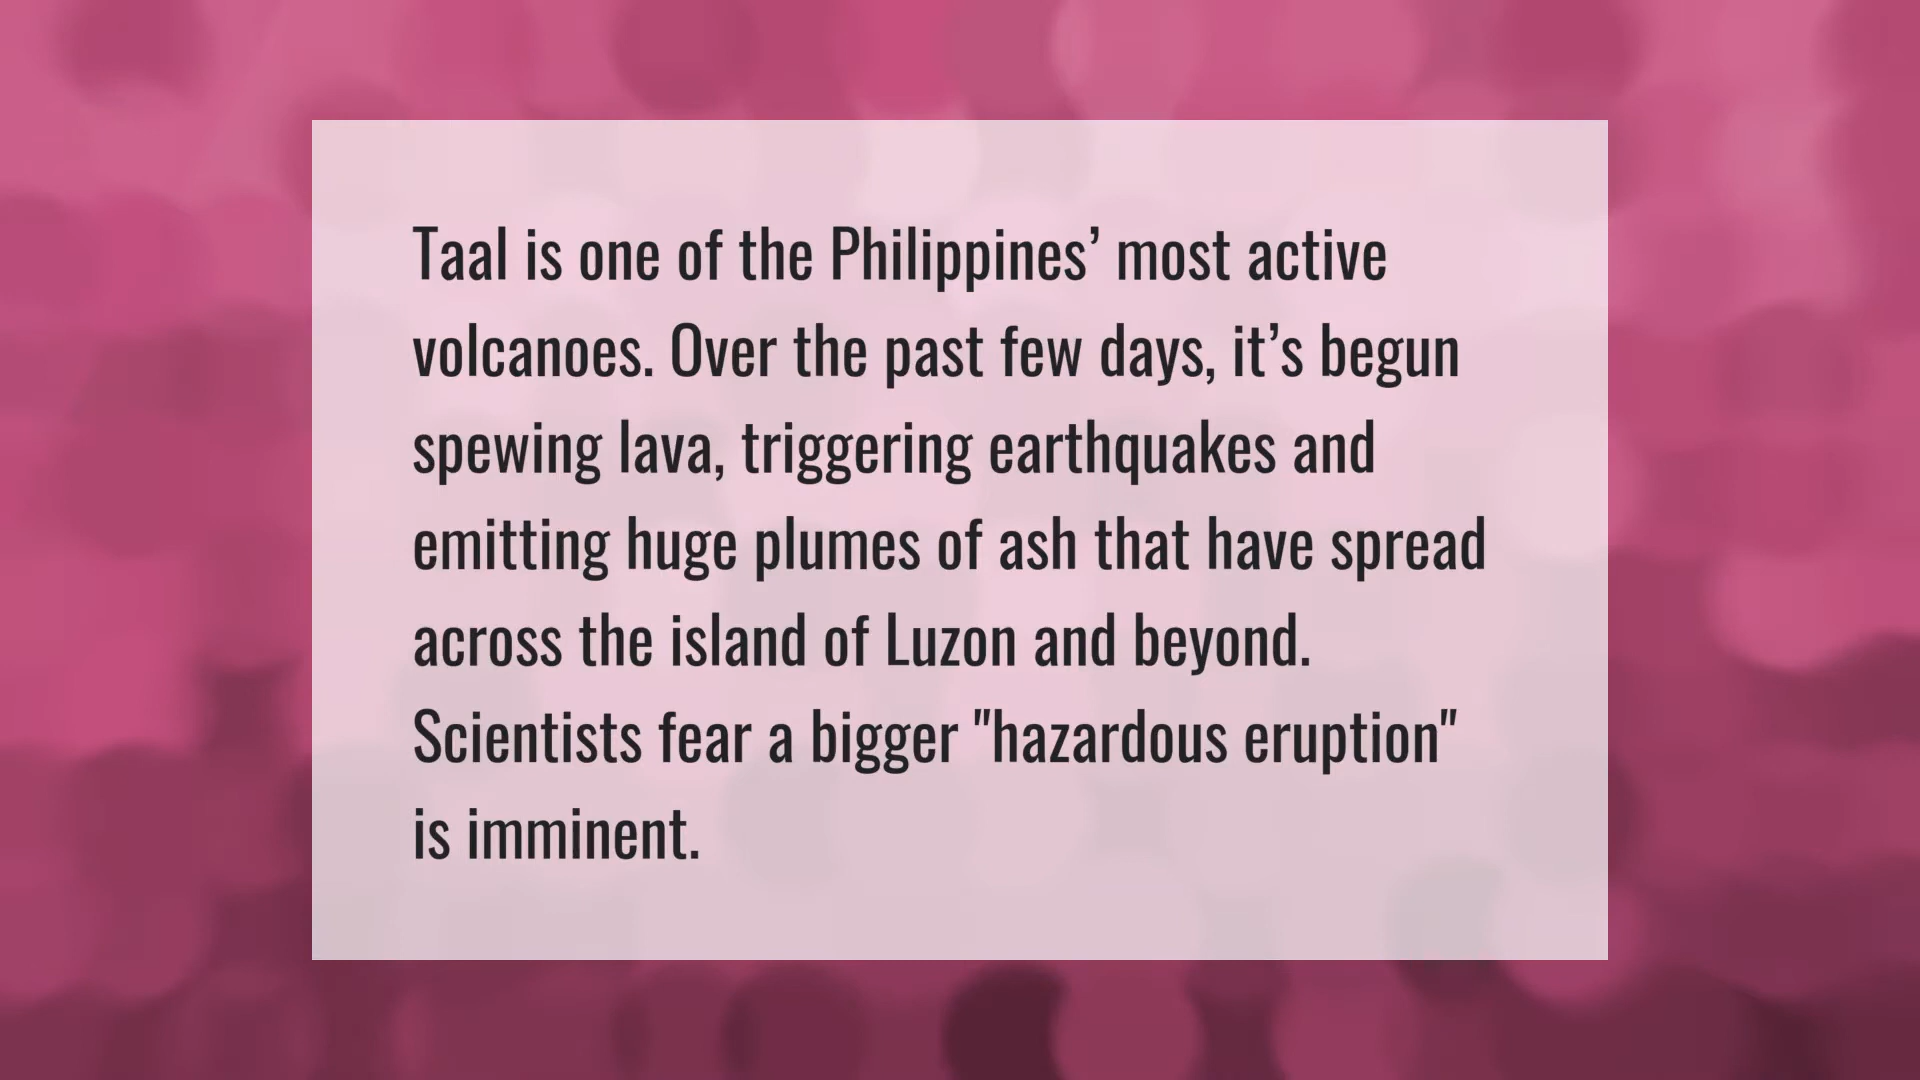 Taal is one of the Philippines’ most active
volcanoes. Over the past few days, it’s begun
spewing lava, triggering earthquakes and
emitting huge plumes of ash that have spread
across the island of Luzon and beyond.
Scientists fear a bigger "hazardous eruption"
is imminent.